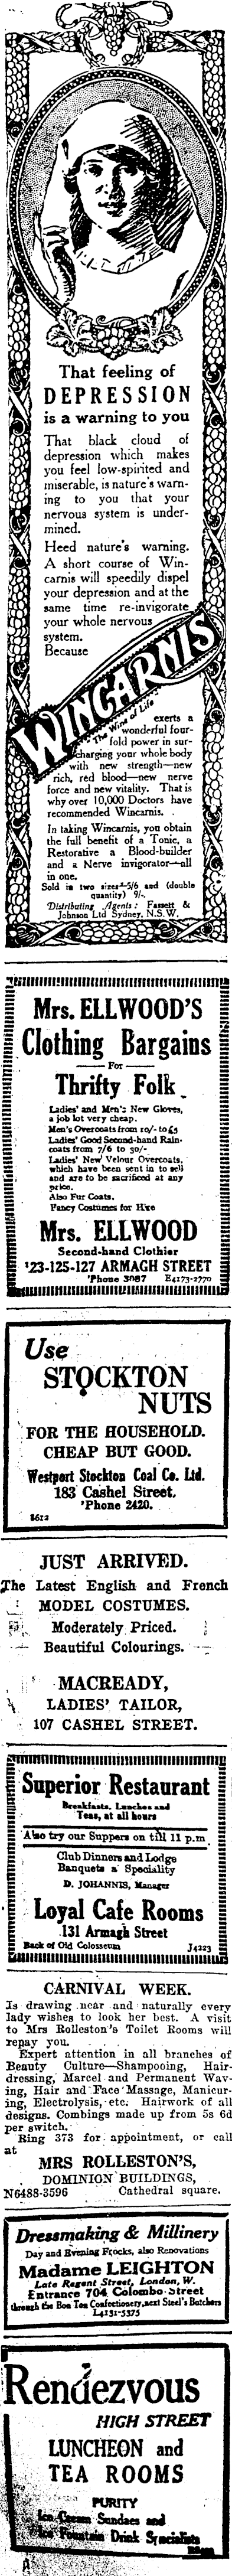 That feeling of
DEPRESSION
is a warning to you
That black cloud of
depression which makes
you feel low-spirited and
miserable, is nature's warn-
ing to you that your
nervous system is under-
mined.
Heed nature's warning.
A short course of Win-
carnis will speedily dispel
your depression and at the
same time re-invigorate
your whole nervous
system.
Because
WINCARNIS
The Wine of Life
exerts a
wonderful four-
fold power in sur-
charging your whole body
with new strength—new
rich, red blood—new nerve
force and new vitality. That is
why over 10,000 Doctors have
recommended Wincarnis.
In taking Wincarnis, you obtain
the full benefit of a Tonic, a
Restorative a Blood-builder
and a Nerve invigorator—all
in one.
Sold in two sizes—5/6 and (double
quantity) 9/-.
Distributing Agents: Fassett &
Johnson Ltd Sydney, N.S.W.
Mrs. ELLWOOD'S
Clothing Bargains
For
Thrifty Folk
Ladies' and Men's New Gloves,
a job lot very cheap.
Men's Overcoats from 10/- to £5
Ladies' Good Second-hand Rain-
coats from 7/6 to 30/-
Ladies' New Velour Overcoats,
which have been sent in to sell
and are to be sacrificed at any
price.
Also Fur Coats.
Fancy Costumes for Hire
Mrs. ELLWOOD
Second-hand Clothier
123-125-127 ARMAGH STREET
'Phone 3087 E4173-2770
Use
STOCKTON
NUTS
FOR THE HOUSEHOLD.
CHEAP BUT GOOD.
Westport Stockton Coal Co. Ltd.
183 Cashel Street.
'Phone 2420.
8612
JUST ARRIVED.
The Latest English and French
MODEL COSTUMES.
Moderately Priced.
Beautiful Colourings.
MACREADY,
LADIES' TAILOR,
107 CASHEL STREET.
Superior Restaurant
Breakfasts, Lunches and
Teas, at all hours
Also try our Suppers on till 11 p.m.
Club Dinners and Lodge
Banquets a Speciality
D. JOHANNIS, Manager
Loyal Cafe Rooms
131 Armagh Street
Back of Old Colosseum J4223
CARNIVAL WEEK.
Is drawing near and naturally every
lady wishes to look her best. A visit
to Mrs Rolleston's Toilet Rooms will
repay you.
Expert attention in all branches of
Beauty Culture—Shampooing, Hair-
dressing, Marcel and Permanent Wav-
ing, Hair and Face Massage, Manicur-
ing, Electrolysis, etc. Hairwork of all
designs. Combings made up from 5s 6d
per switch.
Ring 373 for appointment, or call
at
MRS ROLLESTON'S,
DOMINION BUILDINGS,
N6488-3596 Cathedral square.
Dressmaking & Millinery
Day and Evening Frocks, also Renovations
Madame LEIGHTON
Late Regent Street, London, W.
Entrance 704 Colombo Street
through the Bon Ton Confectionery, next Steel's Butchers
L4131-5375
Rendezvous
HIGH STREET
LUNCHEON and
TEA ROOMS
PURITY
Ice Cream Sundaes and
Ice Fountain Drink Specialists